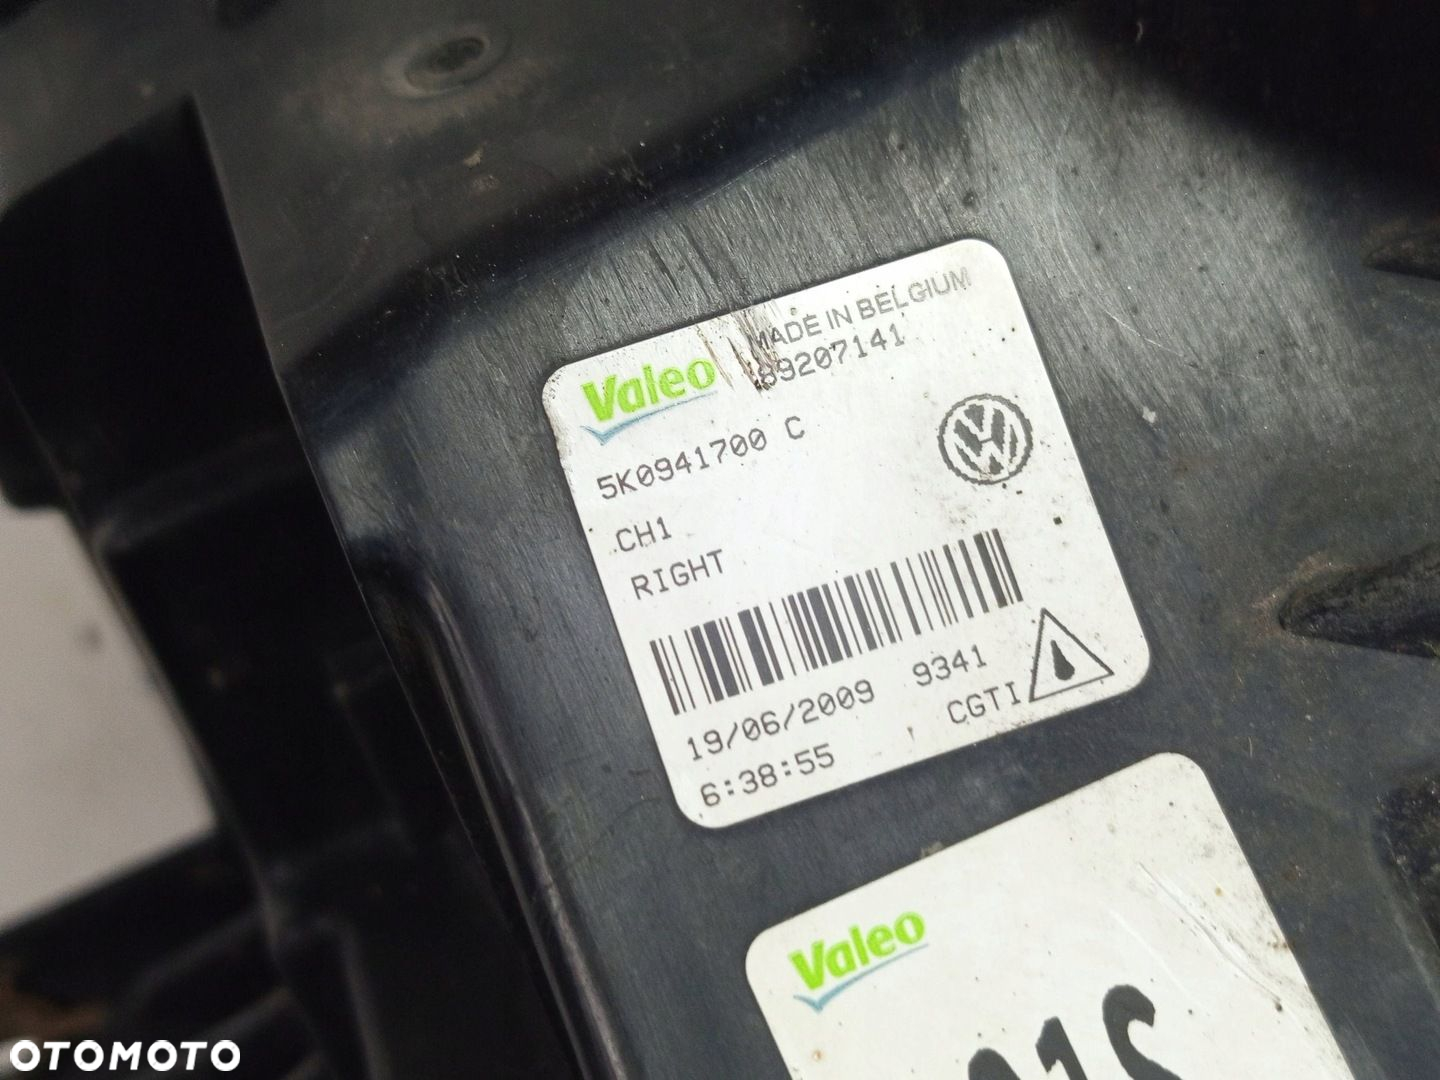 MADE IN BELGIUM
Valeo
89207141
5K0941700 C
CH1
RIGHT
19/06/2009 9341
6:38:55 CGTI
Valeo
OTOMOTO